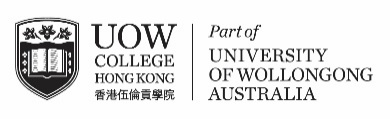 UOW
COLLEGE
HONG KONG
香港伍倫貢學院
Part of
UNIVERSITY
OF WOLLONGONG
AUSTRALIA